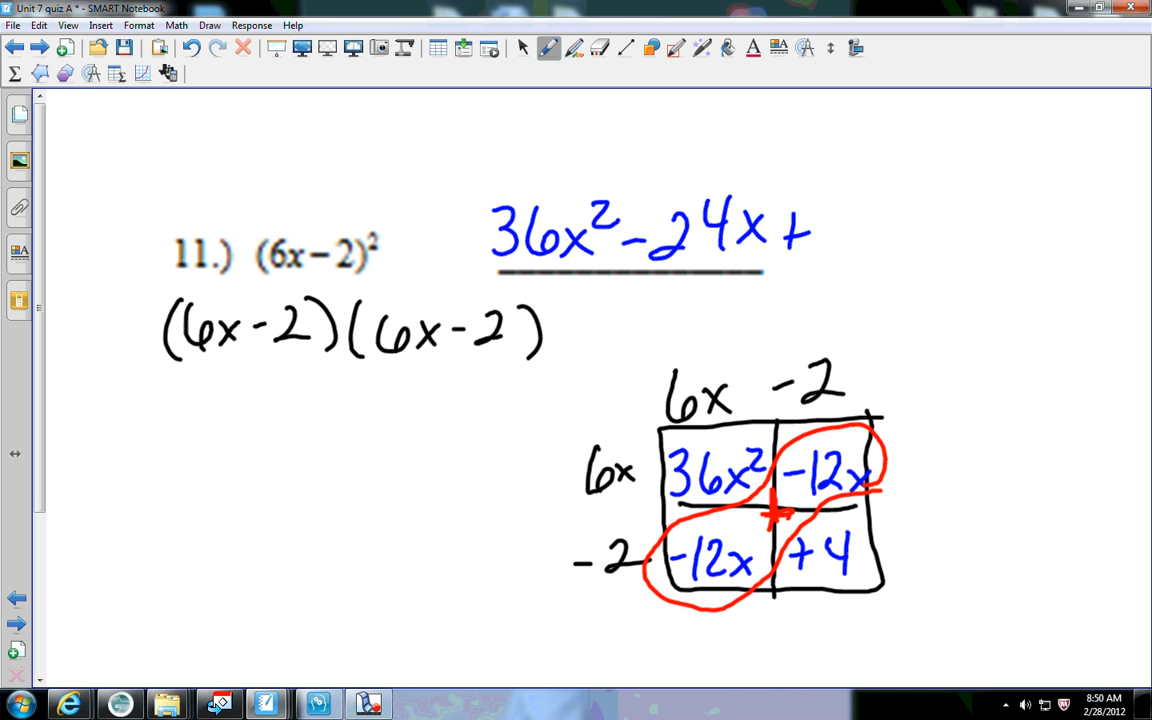 Unit 7 quiz A * - SMART Notebook
File Edit View Insert Format Math Draw Response Help
36x² - 24x +
11.) (6x – 2)²
(6x - 2)(6x - 2)
6x -2
6x 36x² -12x
-2 -12x +4
8:50 AM
2/28/2012